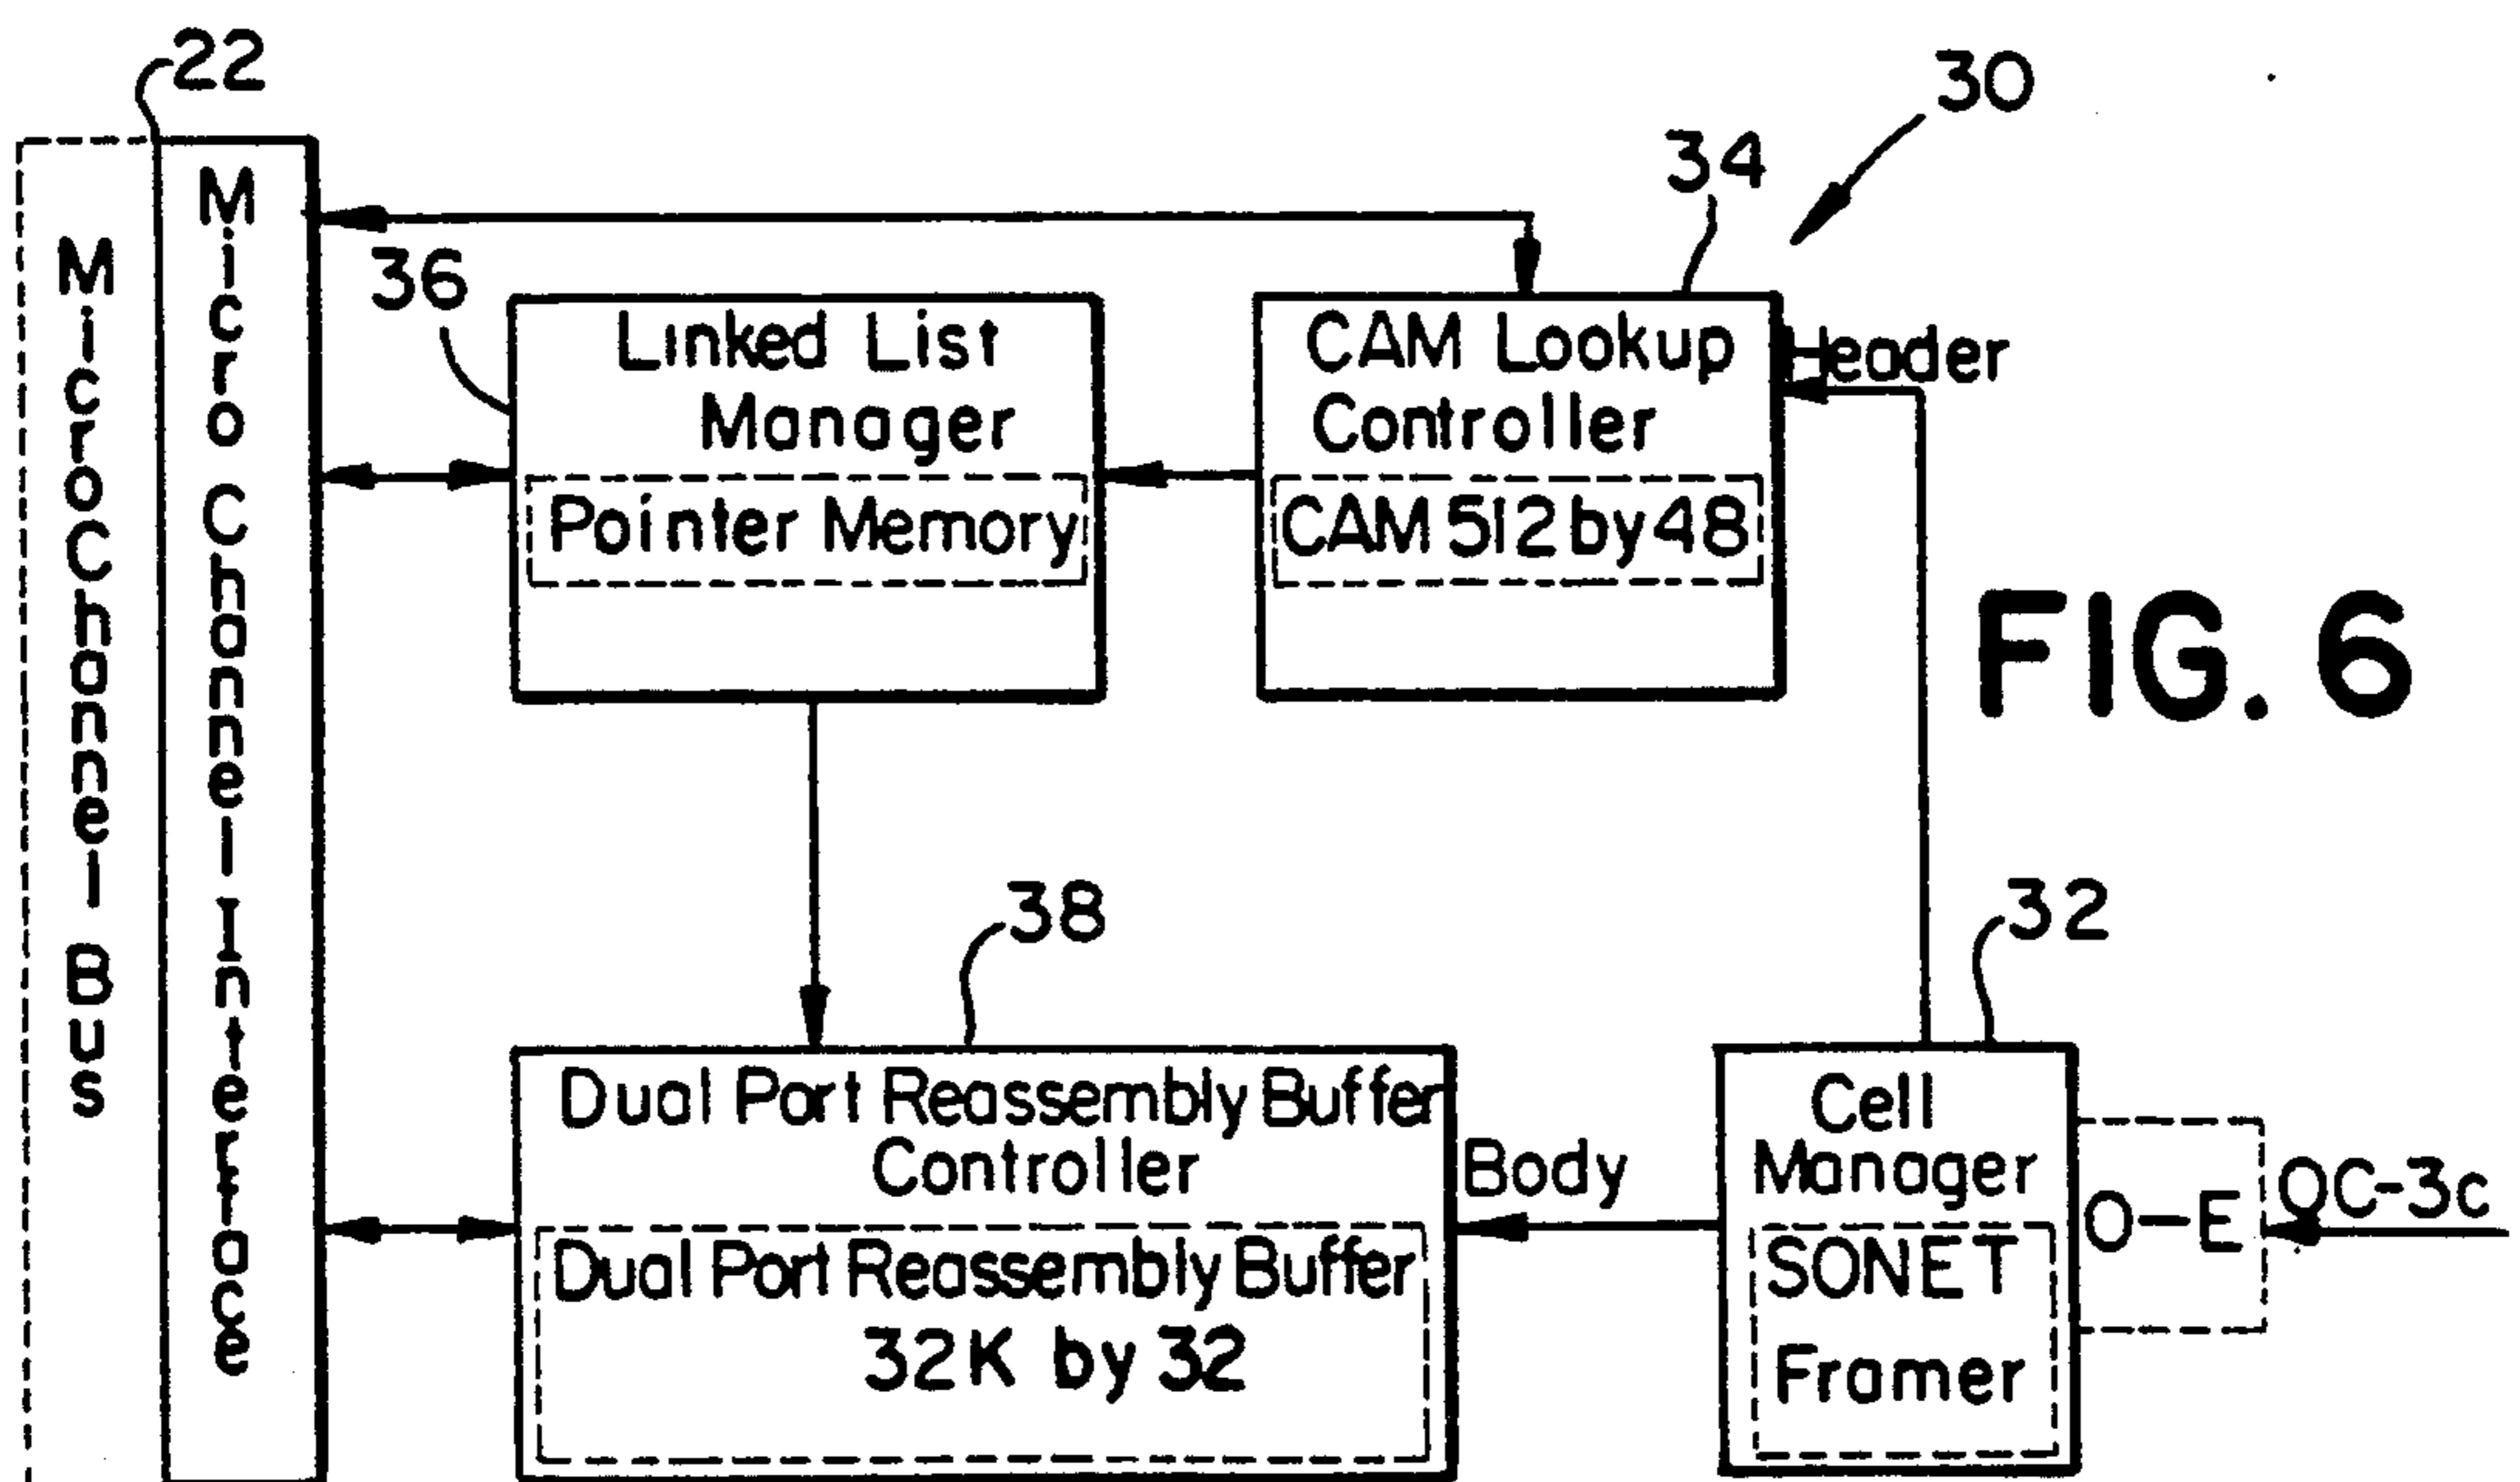 22
30
34
36
MicroChannel Bus
Micro Channel Interface
Linked List
Manager
Pointer Memory
CAM Lookup
Controller
CAM 512 by 48
Header
FIG. 6
38
32
Dual Port Reassembly Buffer
Controller
Dual Port Reassembly Buffer
32K by 32
Body
Cell
Manager
SONET
Framer
O-E
OC-3c